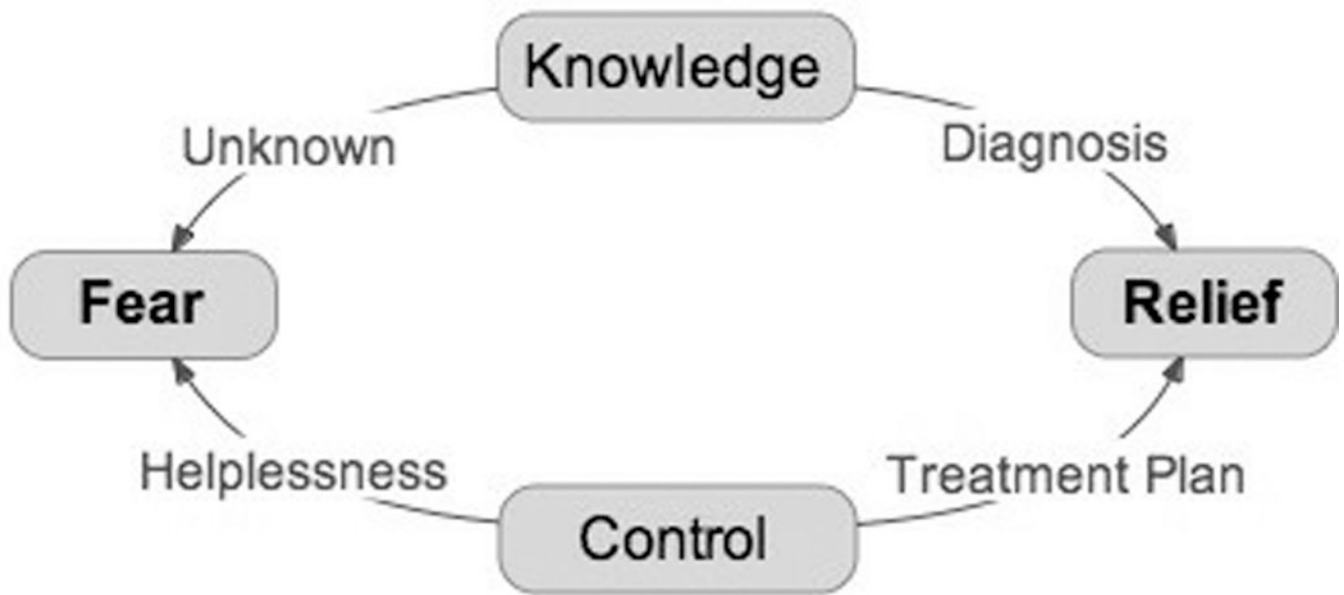 Knowledge
Unknown
Diagnosis
Fear
Relief
Helplessness
Treatment Plan
Control